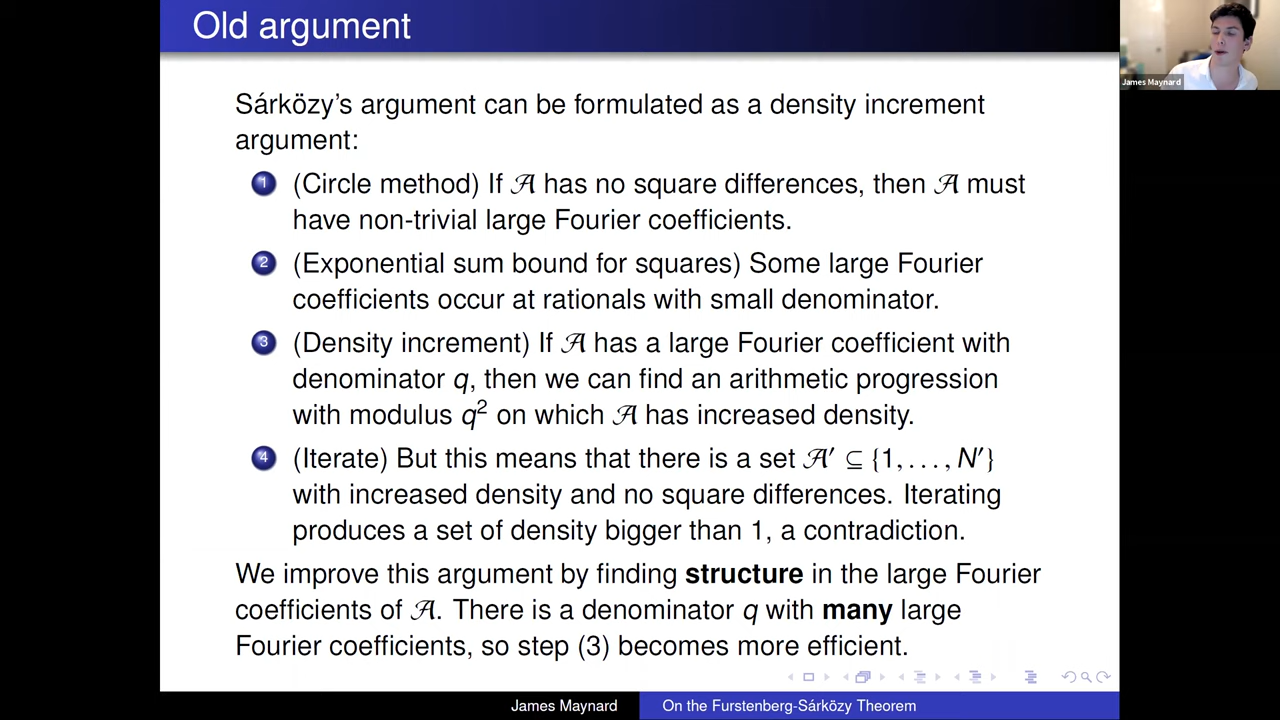 Old argument
James Maynard
Sárközy's argument can be formulated as a density increment
argument:
1 (Circle method) If 𝒜 has no square differences, then 𝒜 must
have non-trivial large Fourier coefficients.
2 (Exponential sum bound for squares) Some large Fourier
coefficients occur at rationals with small denominator.
3 (Density increment) If 𝒜 has a large Fourier coefficient with
denominator q, then we can find an arithmetic progression
with modulus q² on which 𝒜 has increased density.
4 (Iterate) But this means that there is a set 𝒜′ ⊆ {1, . . . , N′}
with increased density and no square differences. Iterating
produces a set of density bigger than 1, a contradiction.
We improve this argument by finding structure in the large Fourier
coefficients of 𝒜. There is a denominator q with many large
Fourier coefficients, so step (3) becomes more efficient.
James Maynard
On the Furstenberg-Sárközy Theorem